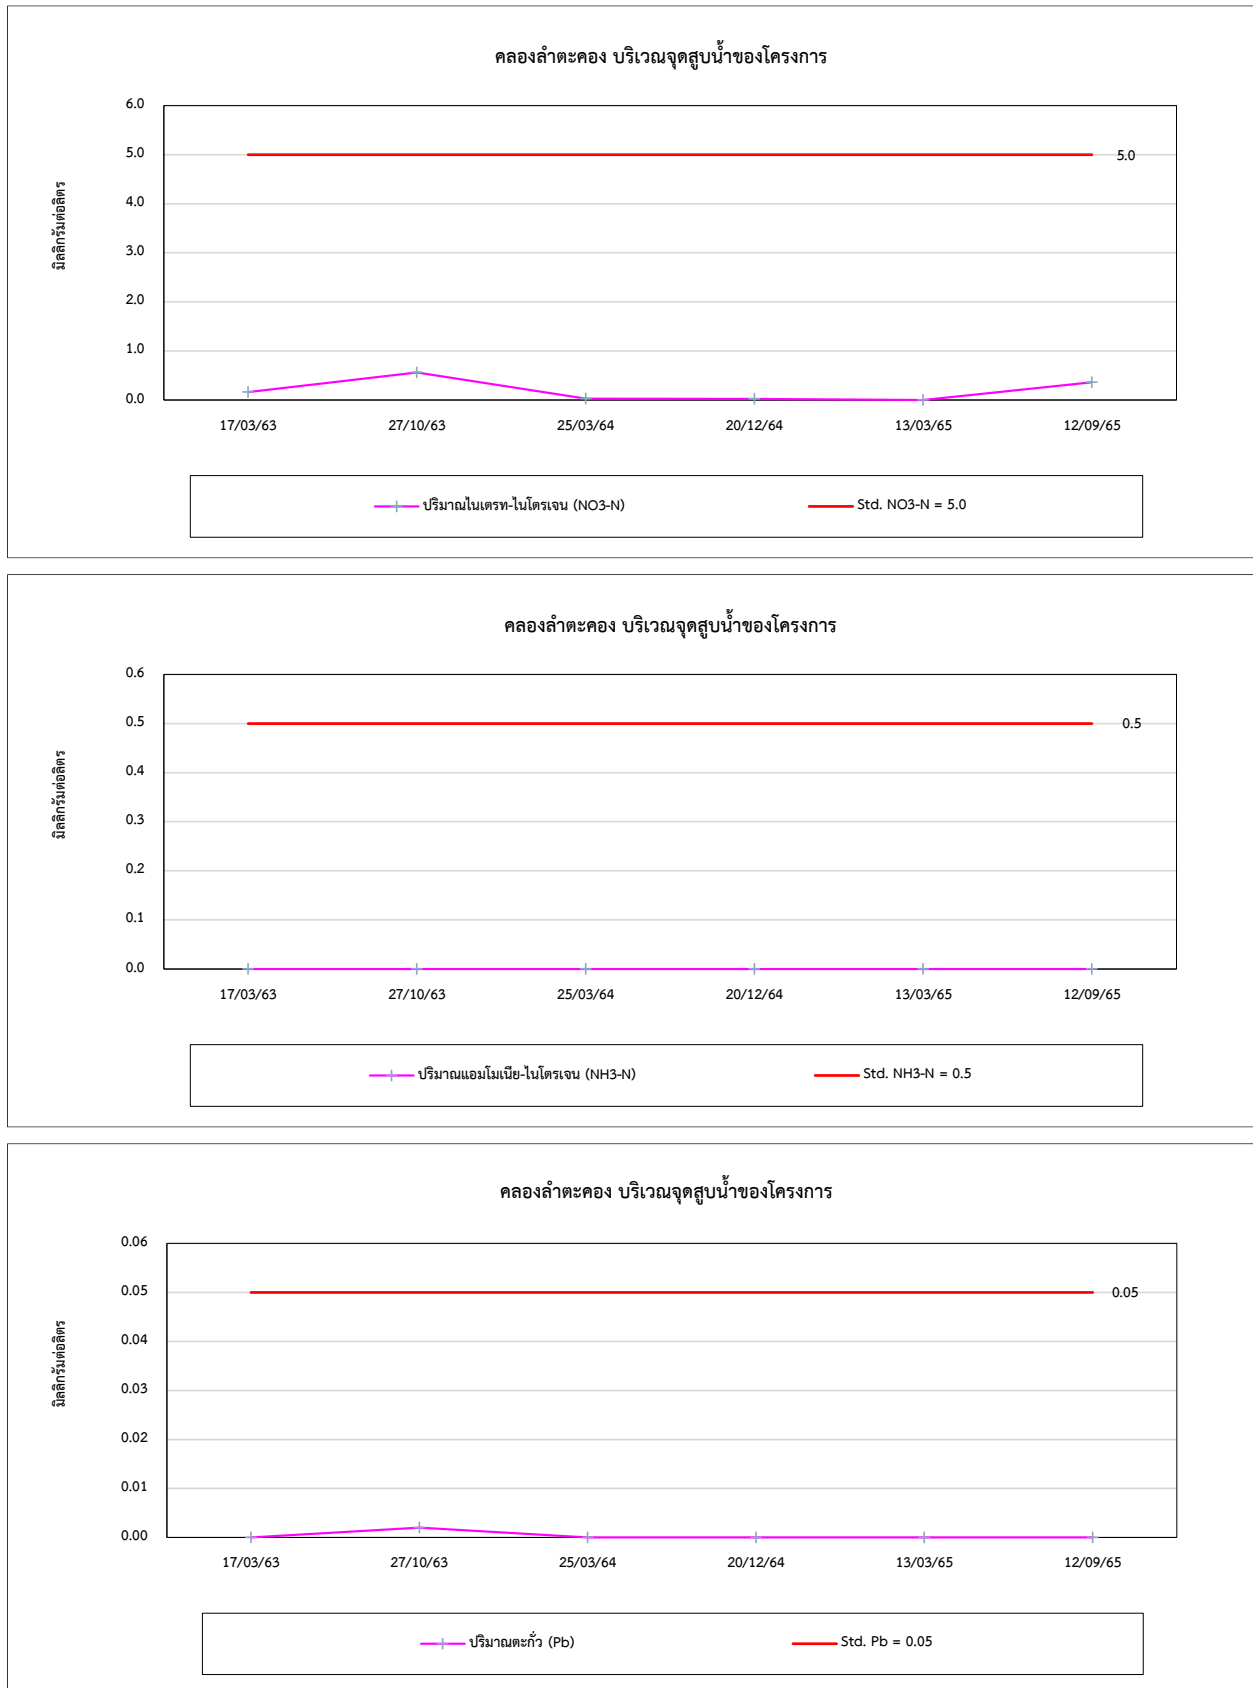 คลองลำตะคอง บริเวณจุดสูบน้ำของโครงการ
มิลลิกรัมต่อลิตร
6.0
5.0
4.0
3.0
2.0
1.0
0.0
5.0
17/03/63 27/10/63 25/03/64 20/12/64 13/03/65 12/09/65
ปริมาณไนเตรท-ไนโตรเจน (NO3-N) Std. NO3-N = 5.0
คลองลำตะคอง บริเวณจุดสูบน้ำของโครงการ
มิลลิกรัมต่อลิตร
0.6
0.5
0.4
0.3
0.2
0.1
0.0
0.5
17/03/63 27/10/63 25/03/64 20/12/64 13/03/65 12/09/65
ปริมาณแอมโมเนีย-ไนโตรเจน (NH3-N) Std. NH3-N = 0.5
คลองลำตะคอง บริเวณจุดสูบน้ำของโครงการ
มิลลิกรัมต่อลิตร
0.06
0.05
0.04
0.03
0.02
0.01
0.00
0.05
17/03/63 27/10/63 25/03/64 20/12/64 13/03/65 12/09/65
ปริมาณตะกั่ว (Pb) Std. Pb = 0.05